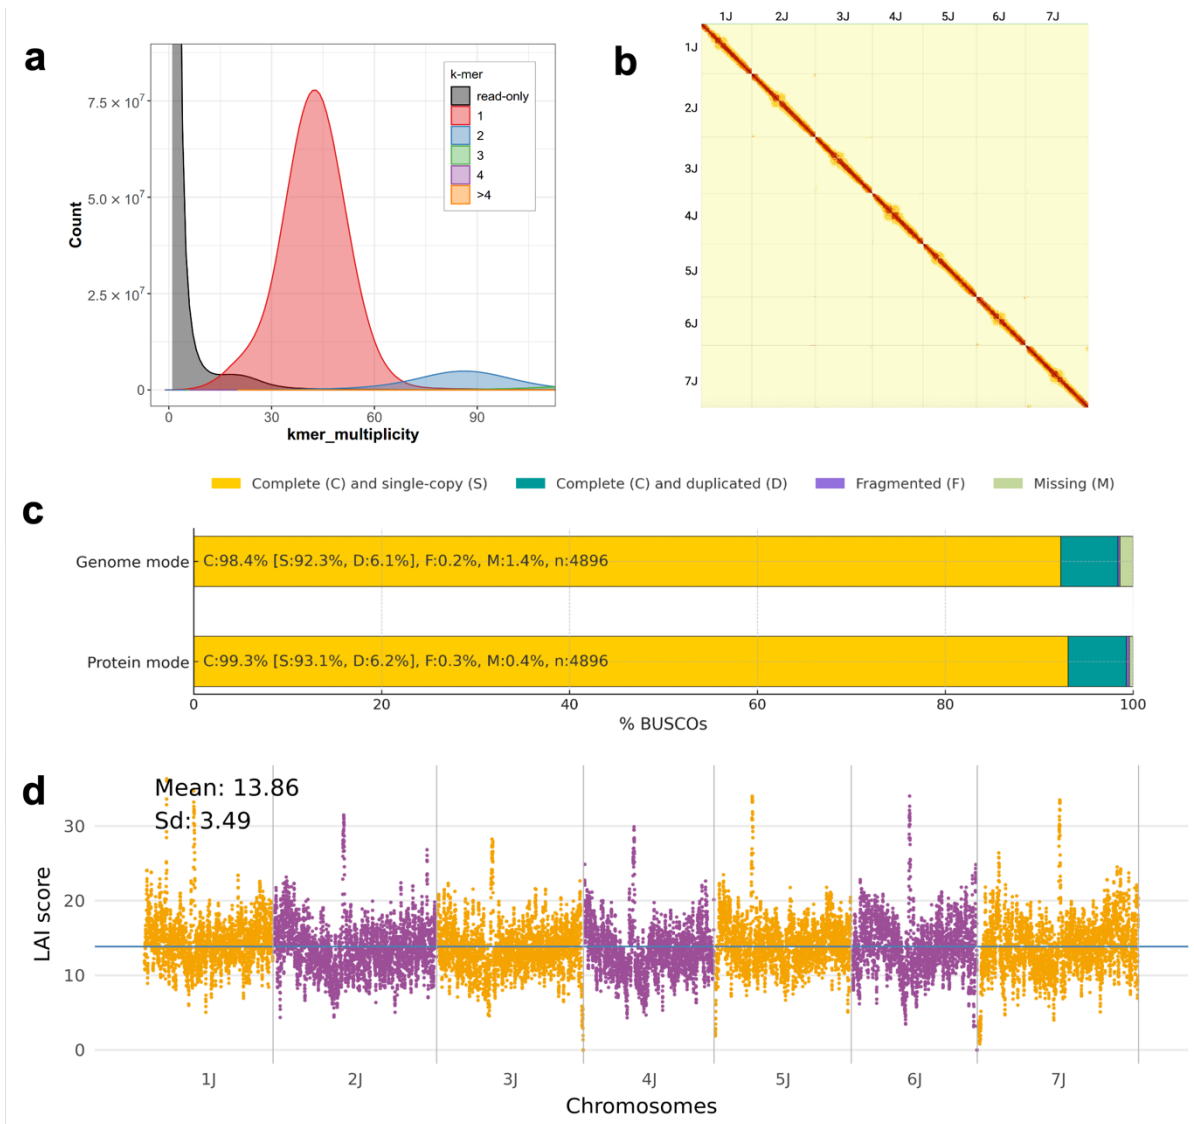 a
k-mer
read-only
1
2
3
4
>4
7.5 × 10⁷
5.0 × 10⁷
2.5 × 10⁷
0
Count
0 30 60 90
kmer_multiplicity
b
1J 2J 3J 4J 5J 6J 7J
1J
2J
3J
4J
5J
6J
7J
Complete (C) and single-copy (S) Complete (C) and duplicated (D) Fragmented (F) Missing (M)
c
Genome mode C:98.4% [S:92.3%, D:6.1%], F:0.2%, M:1.4%, n:4896
Protein mode C:99.3% [S:93.1%, D:6.2%], F:0.3%, M:0.4%, n:4896
0 20 40 60 80 100
% BUSCOs
d
Mean: 13.86
Sd: 3.49
30
20
10
0
LAI score
1J 2J 3J 4J 5J 6J 7J
Chromosomes